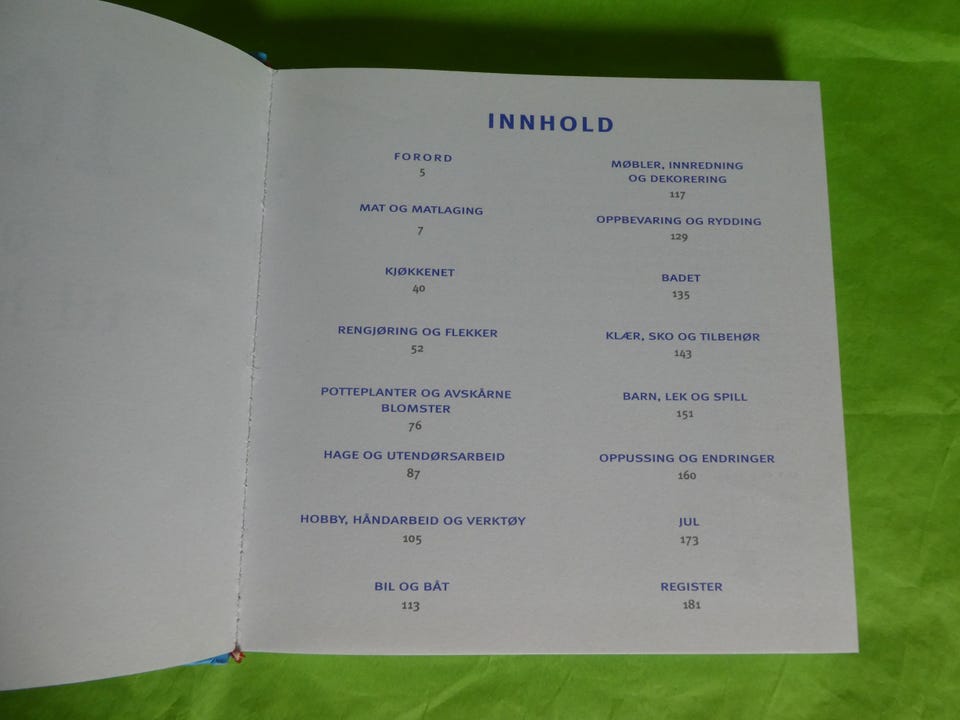 INNHOLD
FORORD
5
MAT OG MATLAGING
7
KJØKKENET
40
RENGJØRING OG FLEKKER
52
POTTEPLANTER OG AVSKÅRNE
BLOMSTER
76
HAGE OG UTENDØRSARBEID
87
HOBBY, HÅNDARBEID OG VERKTØY
105
BIL OG BÅT
113
MØBLER, INNREDNING
OG DEKORERING
117
OPPBEVARING OG RYDDING
129
BADET
135
KLÆR, SKO OG TILBEHØR
143
BARN, LEK OG SPILL
151
OPPUSSING OG ENDRINGER
160
JUL
173
REGISTER
181